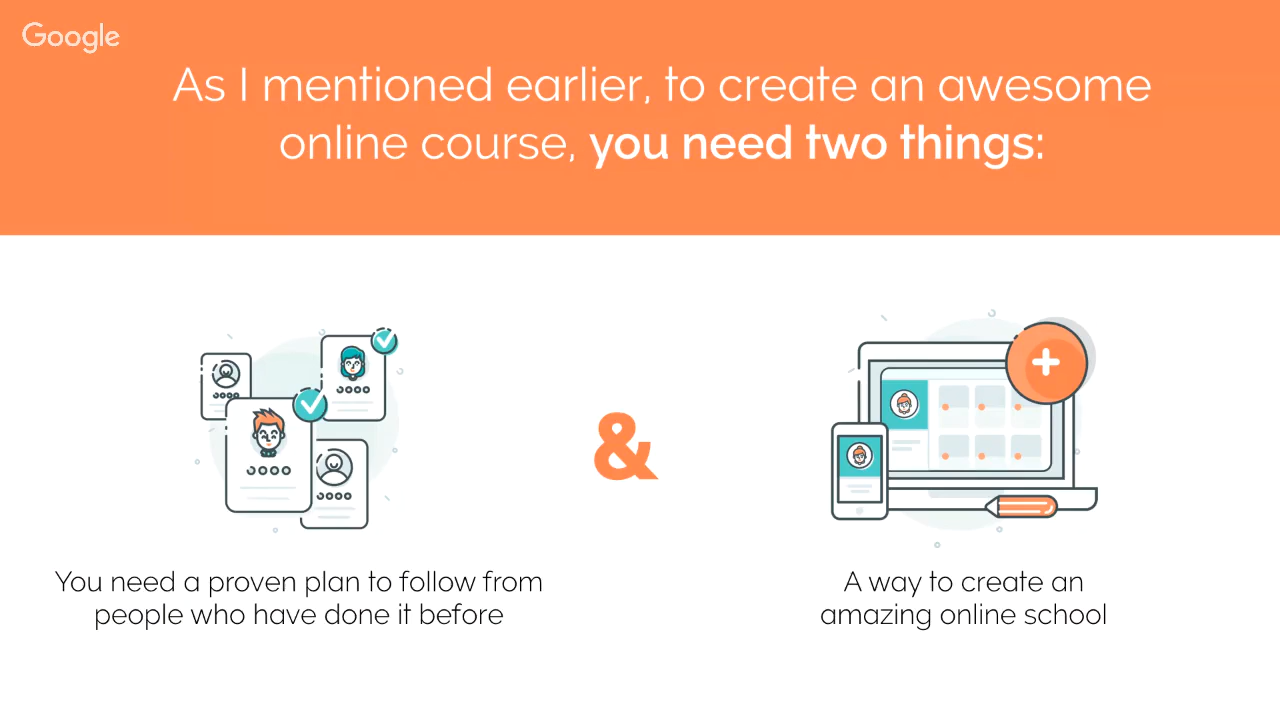 Google
As I mentioned earlier, to create an awesome
online course, you need two things:
&
You need a proven plan to follow from
people who have done it before
A way to create an
amazing online school